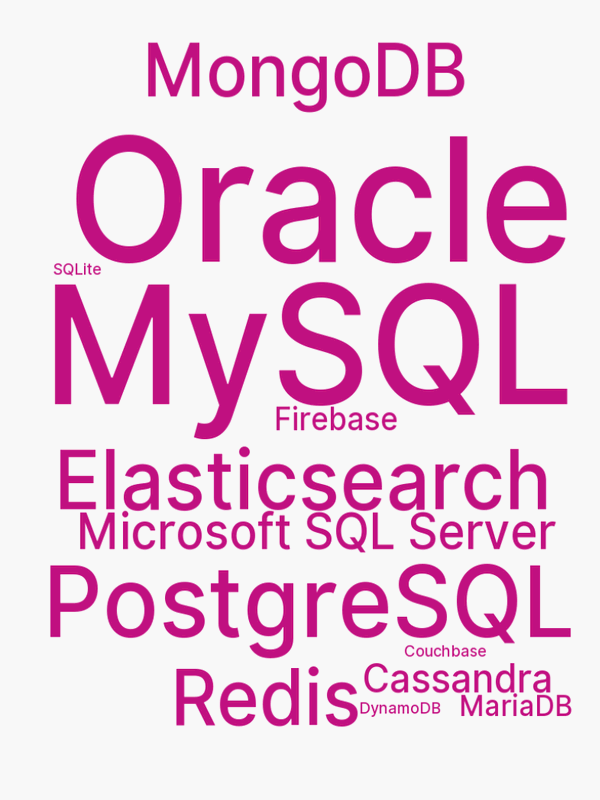 MongoDB
Oracle
SQLite
MySQL
Firebase
Elasticsearch
Microsoft SQL Server
PostgreSQL
Couchbase
Redis
Cassandra
DynamoDB
MariaDB